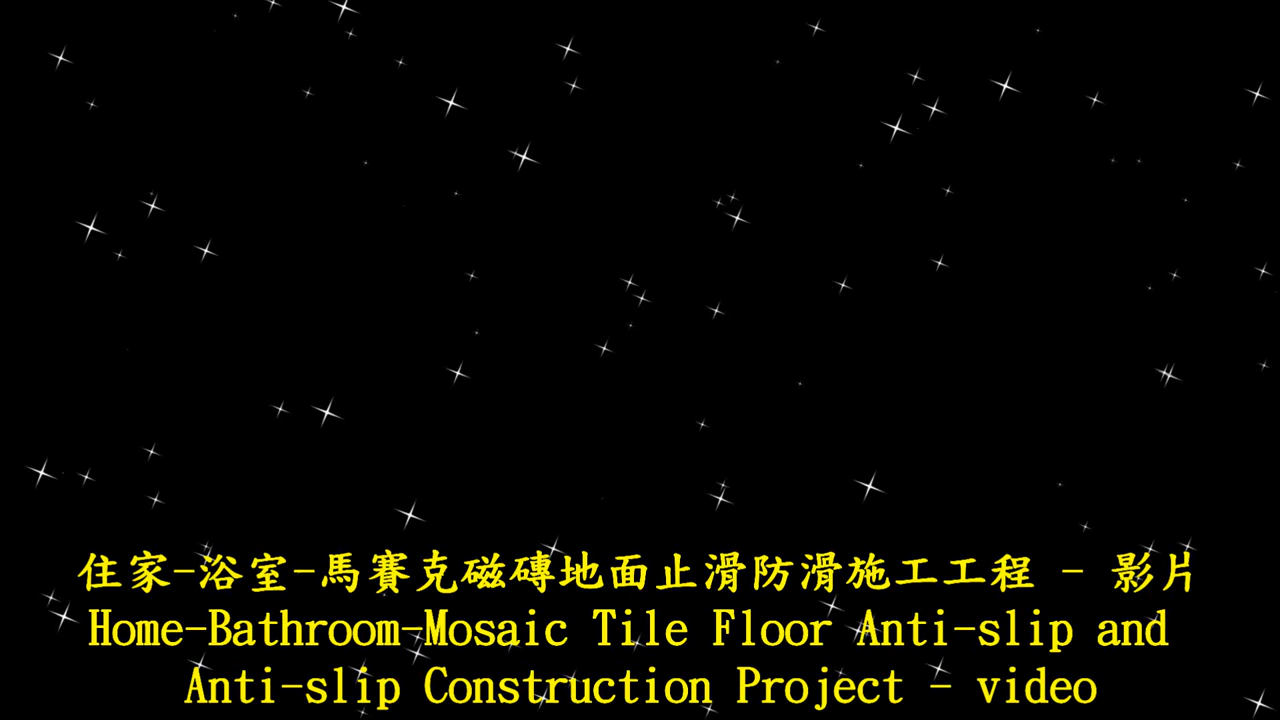 住家-浴室-馬賽克磁磚地面止滑防滑施工工程 - 影片
Home-Bathroom-Mosaic Tile Floor Anti-slip and
Anti-slip Construction Project - video